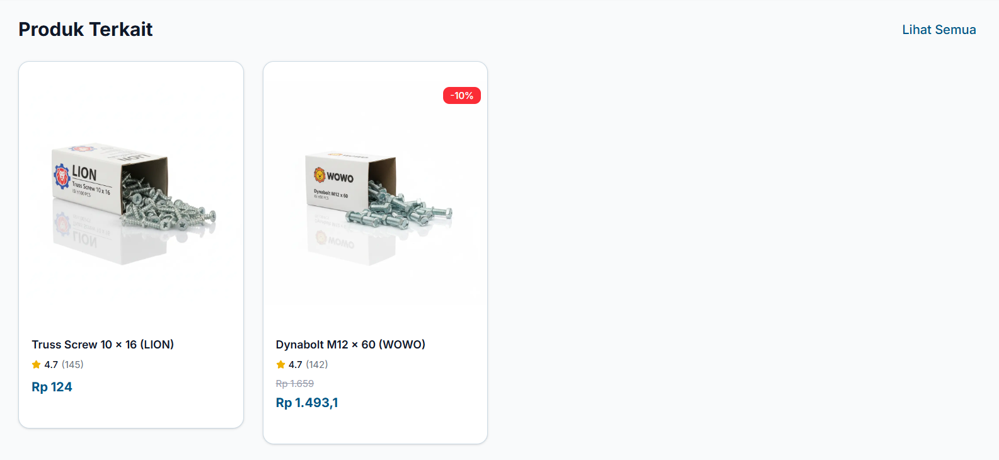 Produk Terkait
Lihat Semua
LION
LION
Truss Screw 10 x 16
-10%
WOWO
WOWO
Dynabolt M12 x 60
Truss Screw 10 × 16 (LION)
4.7 (145)
Rp 124
Dynabolt M12 × 60 (WOWO)
4.7 (142)
Rp 1.659
Rp 1.493,1